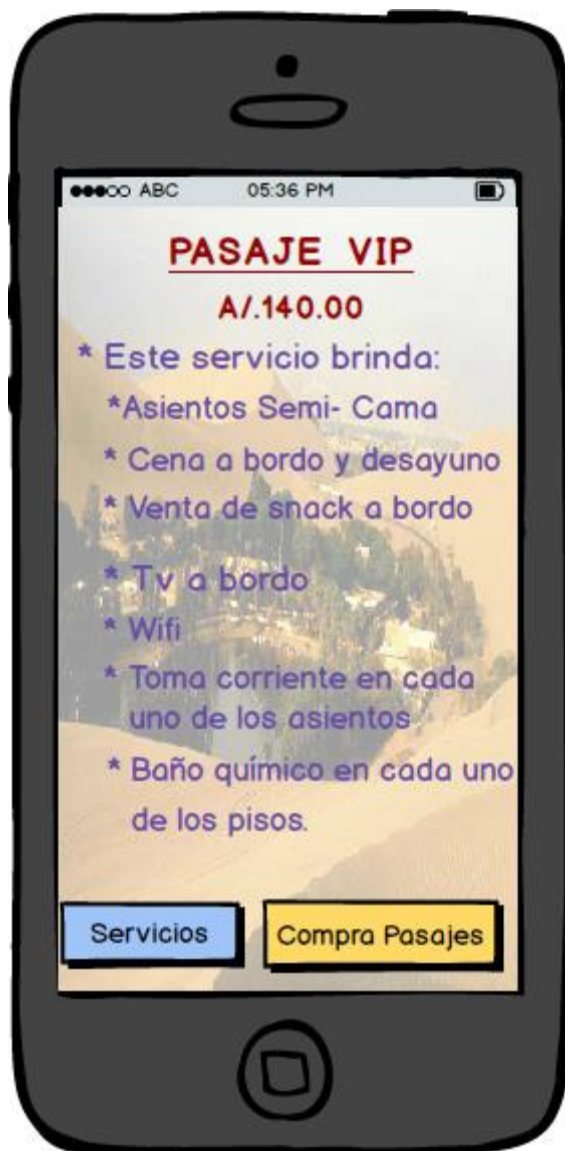 ABC 05:36 PM
PASAJE VIP
A/.140.00
* Este servicio brinda:
*Asientos Semi- Cama
* Cena a bordo y desayuno
* Venta de snack a bordo
* Tv a bordo
* Wifi
* Toma corriente en cada
uno de los asientos
* Baño químico en cada uno
de los pisos.
Servicios Compra Pasajes